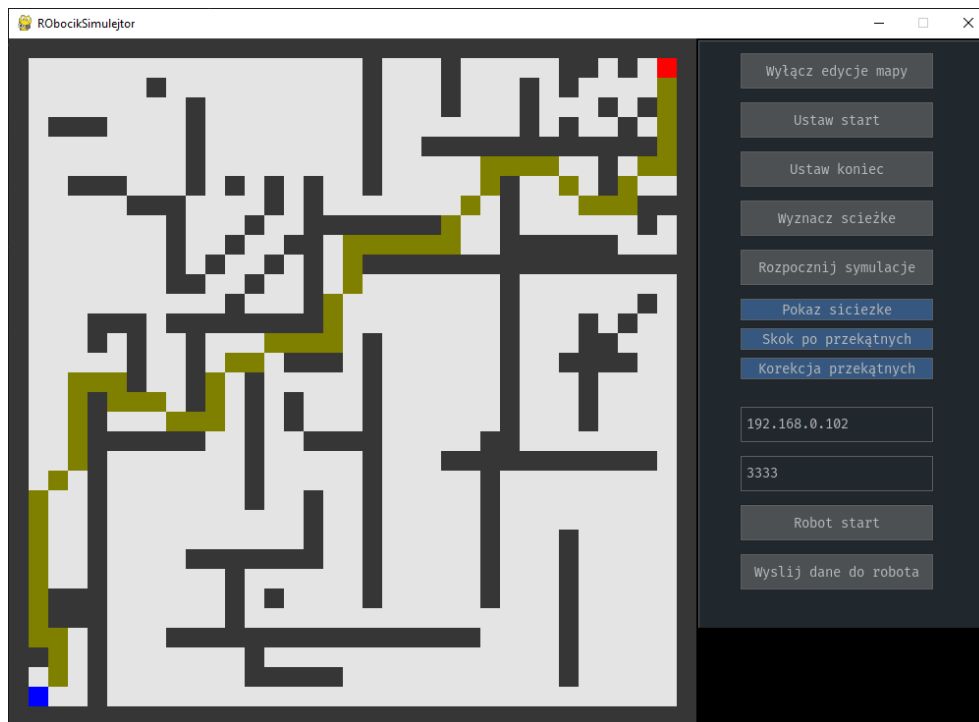 RObocikSimulejtor
Wyłącz edycje mapy
Ustaw start
Ustaw koniec
Wyznacz scieżke
Rozpocznij symulacje
Pokaz siciezke
Skok po przekątnych
Korekcja przekątnych
192.168.0.102
3333
Robot start
Wyslij dane do robota